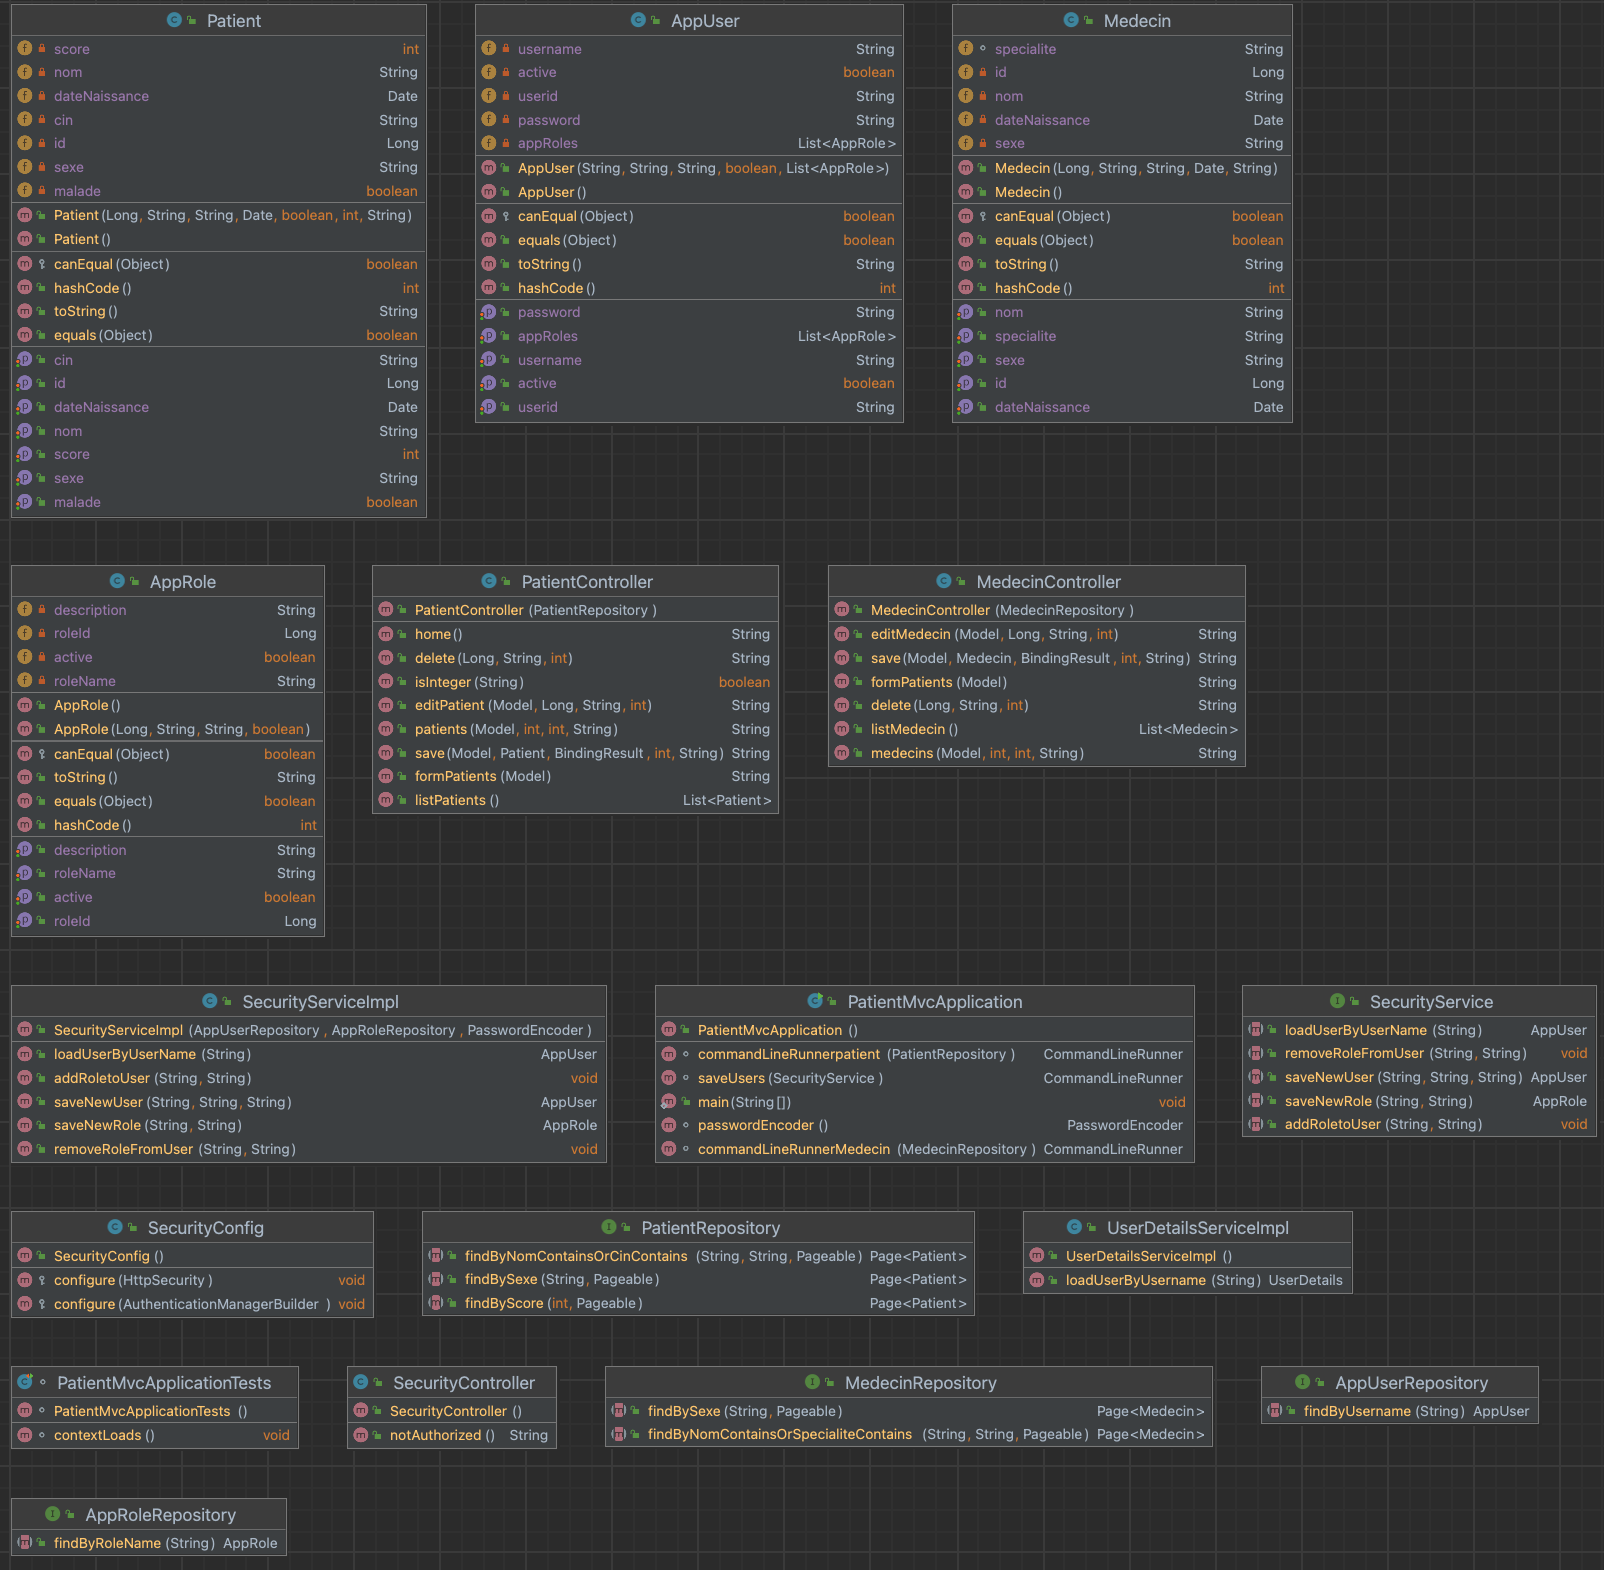 Patient
score int
nom String
dateNaissance Date
cin String
id Long
sexe String
malade boolean
Patient(Long, String, String, Date, boolean, int, String)
Patient()
canEqual(Object) boolean
hashCode() int
toString() String
equals(Object) boolean
cin String
id Long
dateNaissance Date
nom String
score int
sexe String
malade boolean
AppUser
username String
active boolean
userid String
password String
appRoles List<AppRole>
AppUser(String, String, String, boolean, List<AppRole>)
AppUser()
canEqual(Object) boolean
equals(Object) boolean
toString() String
hashCode() int
password String
appRoles List<AppRole>
username String
active boolean
userid String
Medecin
specialite String
id Long
nom String
dateNaissance Date
sexe String
Medecin(Long, String, String, Date, String)
Medecin()
canEqual(Object) boolean
equals(Object) boolean
toString() String
hashCode() int
nom String
specialite String
sexe String
id Long
dateNaissance Date
AppRole
description String
roleId Long
active boolean
roleName String
AppRole()
AppRole(Long, String, String, boolean)
canEqual(Object) boolean
toString() String
equals(Object) boolean
hashCode() int
description String
roleName String
active boolean
roleId Long
PatientController
PatientController(PatientRepository)
home() String
delete(Long, String, int) String
isInteger(String) boolean
editPatient(Model, Long, String, int) String
patients(Model, int, int, String) String
save(Model, Patient, BindingResult, int, String) String
formPatients(Model) String
listPatients() List<Patient>
MedecinController
MedecinController(MedecinRepository)
editMedecin(Model, Long, String, int) String
save(Model, Medecin, BindingResult, int, String) String
formPatients(Model) String
delete(Long, String, int) String
listMedecin() List<Medecin>
medecins(Model, int, int, String) String
SecurityServiceImpl
SecurityServiceImpl(AppUserRepository, AppRoleRepository, PasswordEncoder)
loadUserByUserName(String) AppUser
addRoletoUser(String, String) void
saveNewUser(String, String, String) AppUser
saveNewRole(String, String) AppRole
removeRoleFromUser(String, String) void
PatientMvcApplication
PatientMvcApplication()
commandLineRunnerpatient(PatientRepository) CommandLineRunner
saveUsers(SecurityService) CommandLineRunner
main(String[]) void
passwordEncoder() PasswordEncoder
commandLineRunnerMedecin(MedecinRepository) CommandLineRunner
SecurityService
loadUserByUserName(String) AppUser
removeRoleFromUser(String, String) void
saveNewUser(String, String, String) AppUser
saveNewRole(String, String) AppRole
addRoletoUser(String, String) void
SecurityConfig
SecurityConfig()
configure(HttpSecurity) void
configure(AuthenticationManagerBuilder) void
PatientRepository
findByNomContainsOrCinContains(String, String, Pageable) Page<Patient>
findBySexe(String, Pageable) Page<Patient>
findByScore(int, Pageable) Page<Patient>
UserDetailsServiceImpl
UserDetailsServiceImpl()
loadUserByUsername(String) UserDetails
PatientMvcApplicationTests
PatientMvcApplicationTests()
contextLoads() void
SecurityController
SecurityController()
notAuthorized() String
MedecinRepository
findBySexe(String, Pageable) Page<Medecin>
findByNomContainsOrSpecialiteContains(String, String, Pageable) Page<Medecin>
AppUserRepository
findByUsername(String) AppUser
AppRoleRepository
findByRoleName(String) AppRole